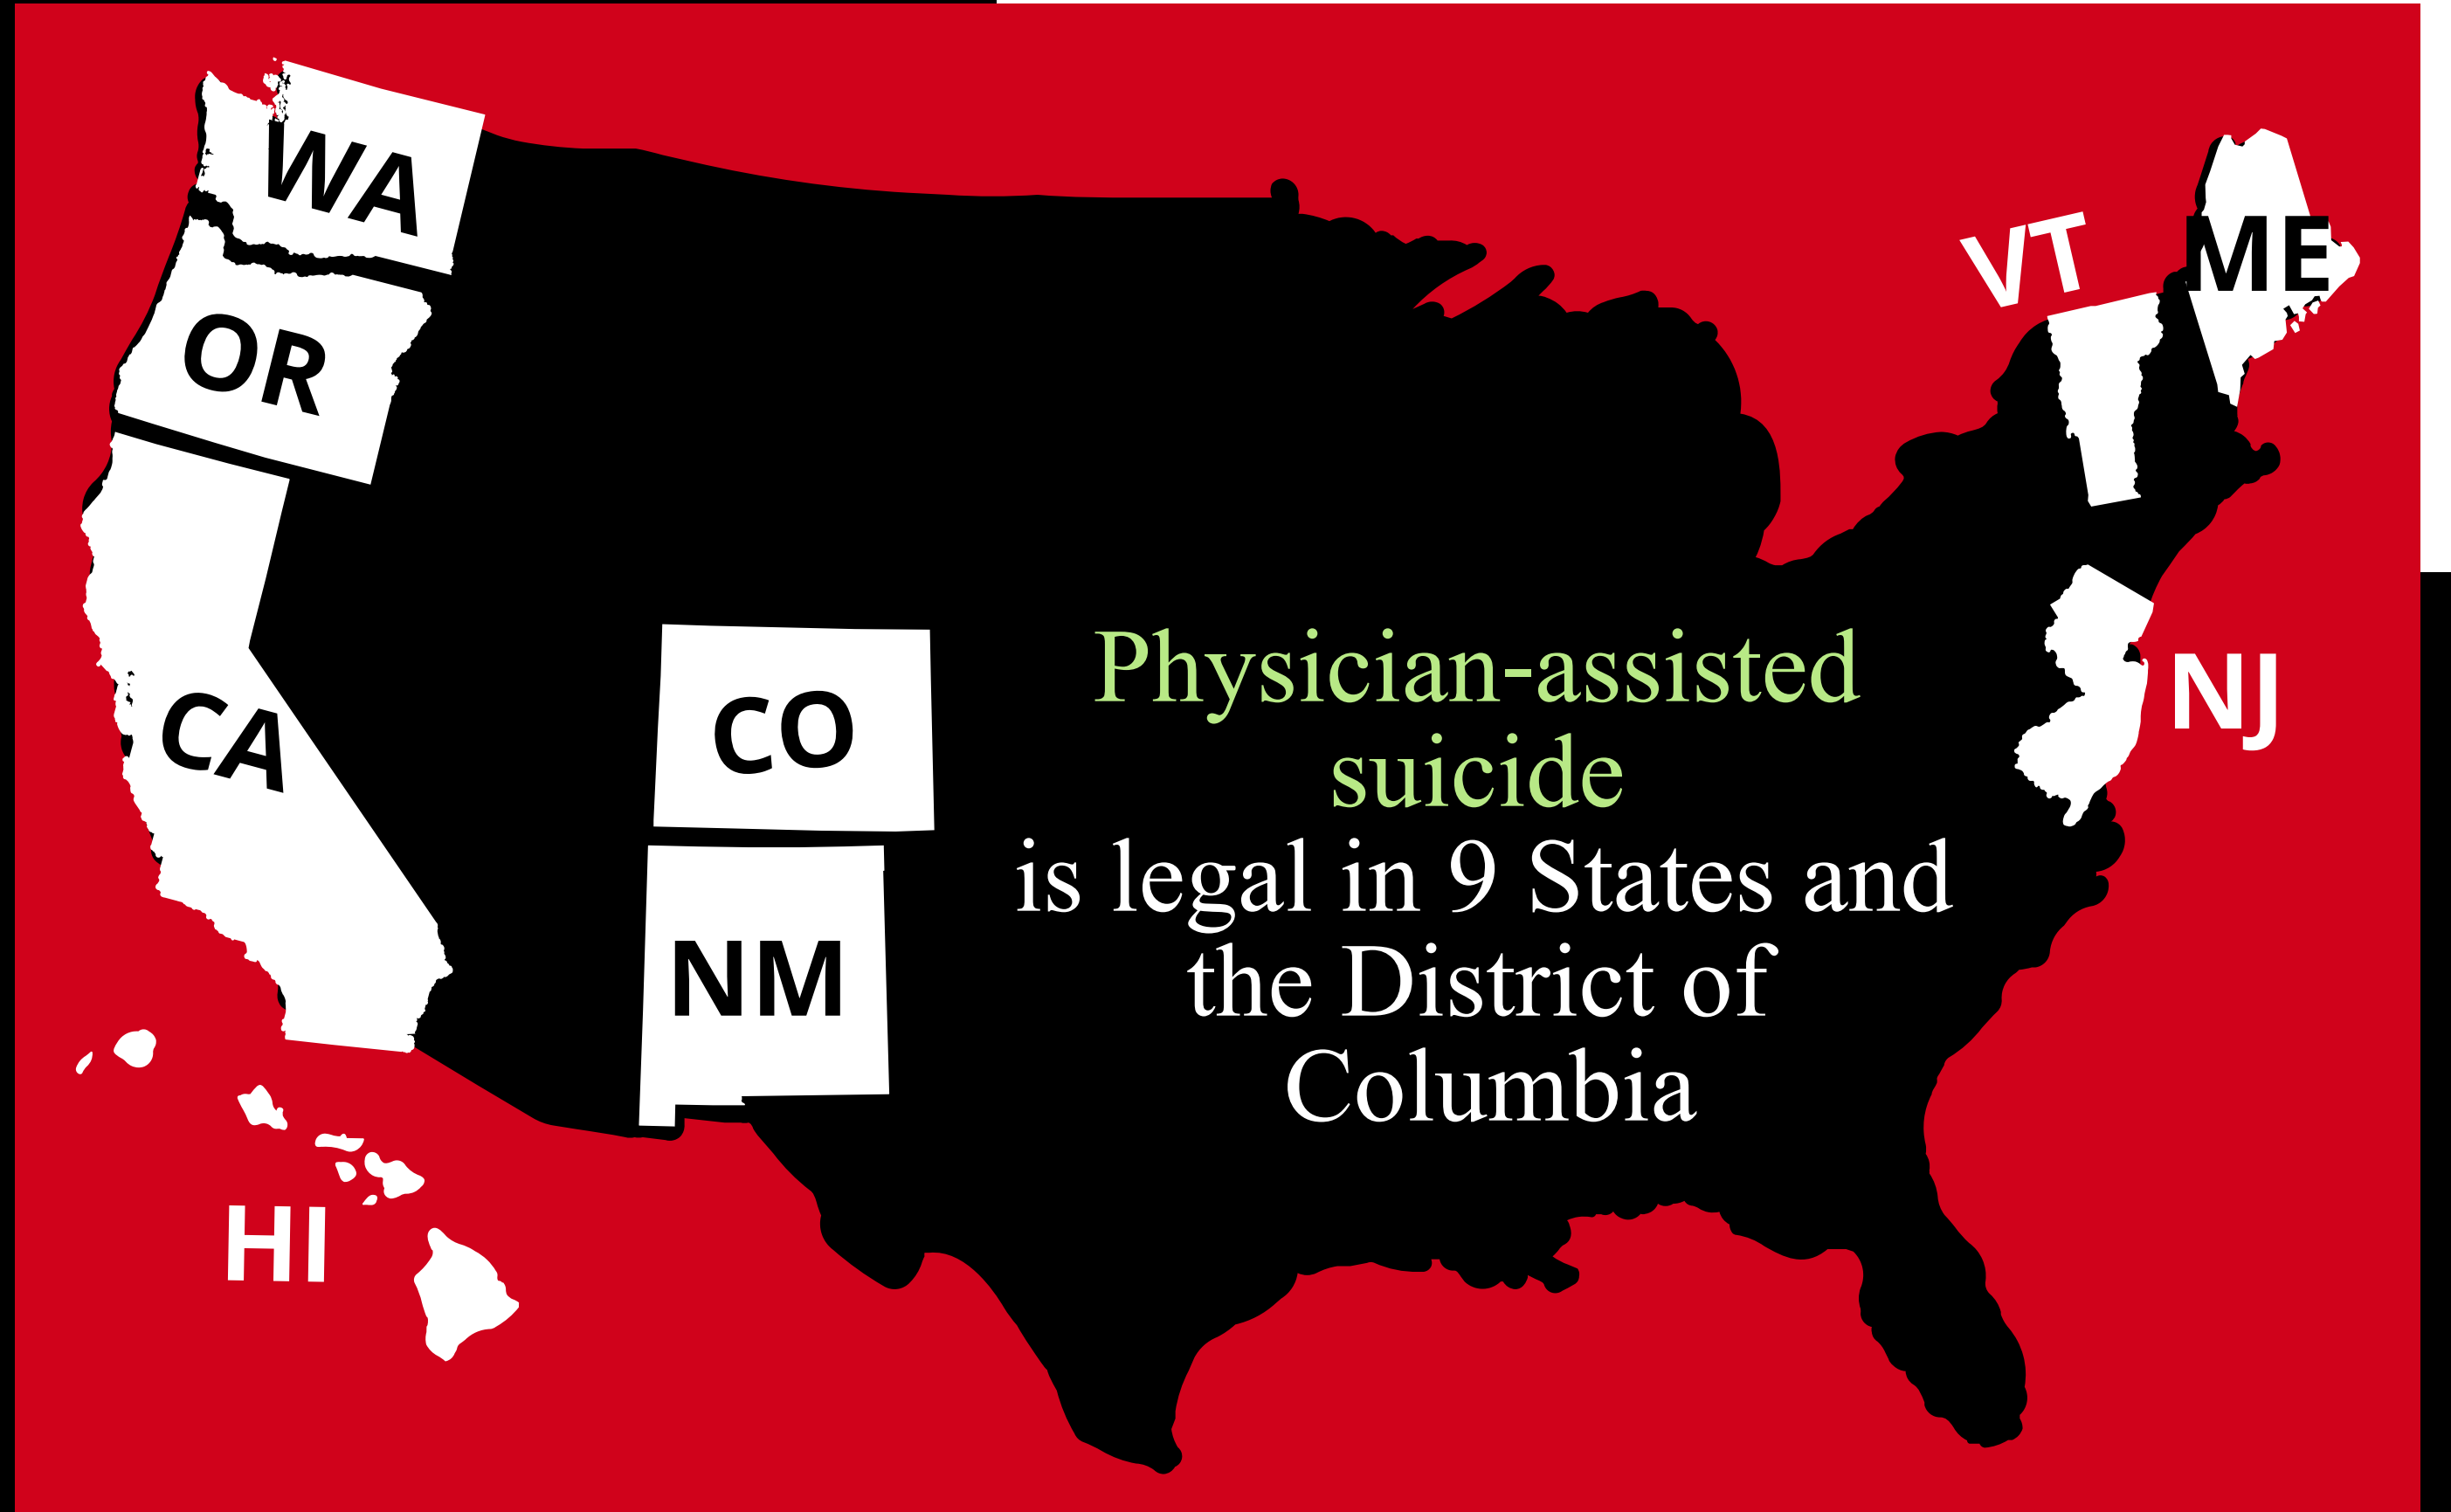 WA
VT
ME
OR
CA
CO
Physician-assisted
suicide
is legal in 9 States and
the District of
Columbia
NJ
NM
HI